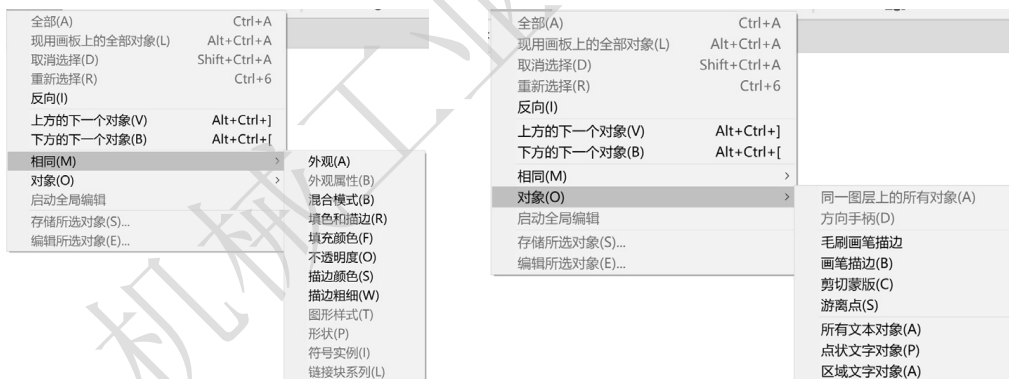 全部(A) Ctrl+A
现用画板上的全部对象(L) Alt+Ctrl+A
取消选择(D) Shift+Ctrl+A
重新选择(R) Ctrl+6
反向(I)
上方的下一个对象(V) Alt+Ctrl+]
下方的下一个对象(B) Alt+Ctrl+[
相同(M)
对象(O)
启动全局编辑
存储所选对象(S)...
编辑所选对象(E)...
外观(A)
外观属性(B)
混合模式(B)
填色和描边(R)
填充颜色(F)
不透明度(O)
描边颜色(S)
描边粗细(W)
图形样式(T)
形状(P)
符号实例(I)
链接块系列(L)
全部(A) Ctrl+A
现用画板上的全部对象(L) Alt+Ctrl+A
取消选择(D) Shift+Ctrl+A
重新选择(R) Ctrl+6
反向(I)
上方的下一个对象(V) Alt+Ctrl+]
下方的下一个对象(B) Alt+Ctrl+[
相同(M)
对象(O)
启动全局编辑
存储所选对象(S)...
编辑所选对象(E)...
同一图层上的所有对象(A)
方向手柄(D)
毛刷画笔描边
画笔描边(B)
剪切蒙版(C)
游离点(S)
所有文本对象(A)
点状文字对象(P)
区域文字对象(A)
机械工业